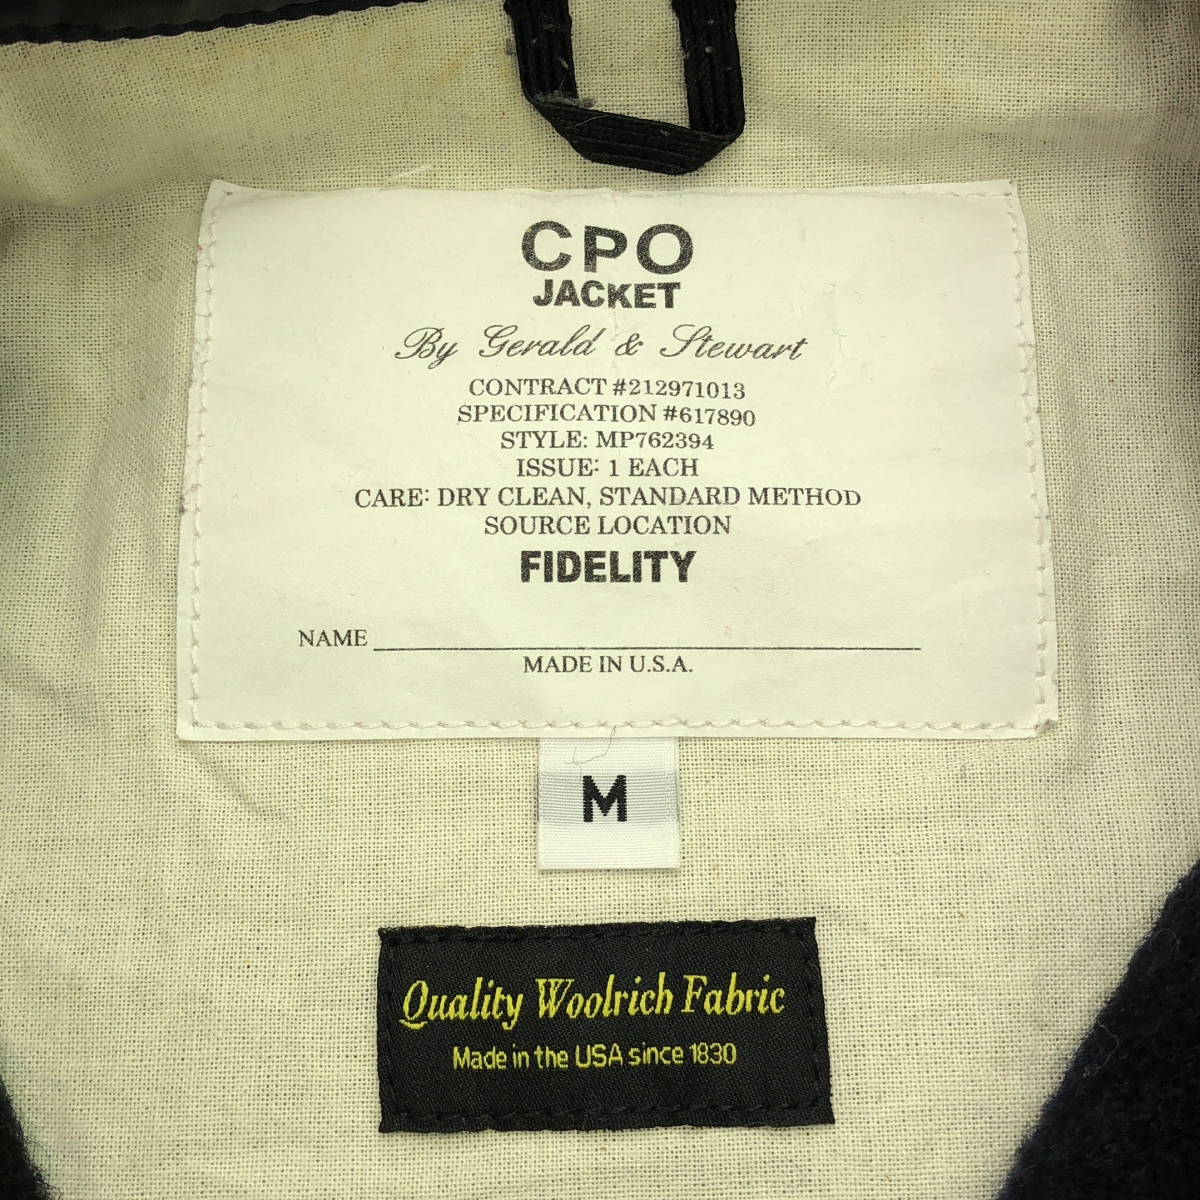 CPO
JACKET
By Gerald & Stewart
CONTRACT #212971013
SPECIFICATION #617890
STYLE: MP762394
ISSUE: 1 EACH
CARE: DRY CLEAN, STANDARD METHOD
SOURCE LOCATION
FIDELITY
NAME
MADE IN U.S.A.
M
Quality Woolrich Fabric
Made in the USA since 1830